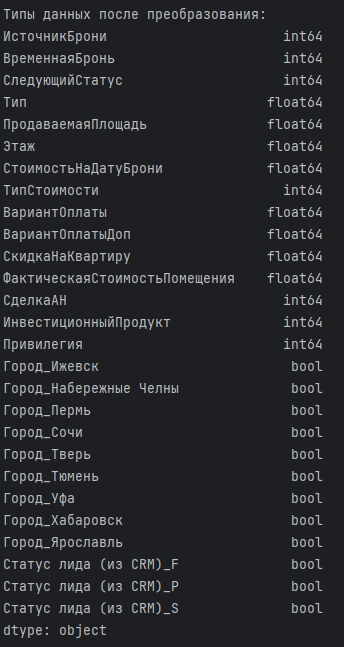 Типы данных после преобразования:
ИсточникБрони int64
ВременнаяБронь int64
СледующийСтатус int64
Тип float64
ПродаваемаяПлощадь float64
Этаж float64
СтоимостьНаДатуБрони float64
ТипСтоимости int64
ВариантОплаты float64
ВариантОплатыДоп float64
СкидкаНаКвартиру float64
ФактическаяСтоимостьПомещения float64
СделкаАН int64
ИнвестиционныйПродукт int64
Привилегия int64
Город_Ижевск bool
Город_Набережные Челны bool
Город_Пермь bool
Город_Сочи bool
Город_Тверь bool
Город_Тюмень bool
Город_Уфа bool
Город_Хабаровск bool
Город_Ярославль bool
Статус лида (из CRM)_F bool
Статус лида (из CRM)_P bool
Статус лида (из CRM)_S bool
dtype: object